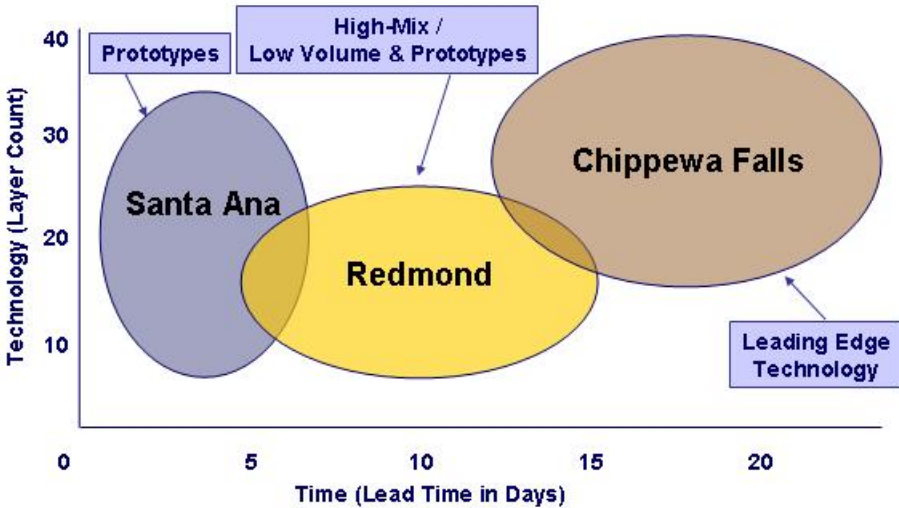 High-Mix /
Low Volume & Prototypes
Prototypes
40
30
20
10
0
Technology (Layer Count)
Santa Ana
Redmond
Chippewa Falls
Leading Edge
Technology
5
10
15
20
Time (Lead Time in Days)